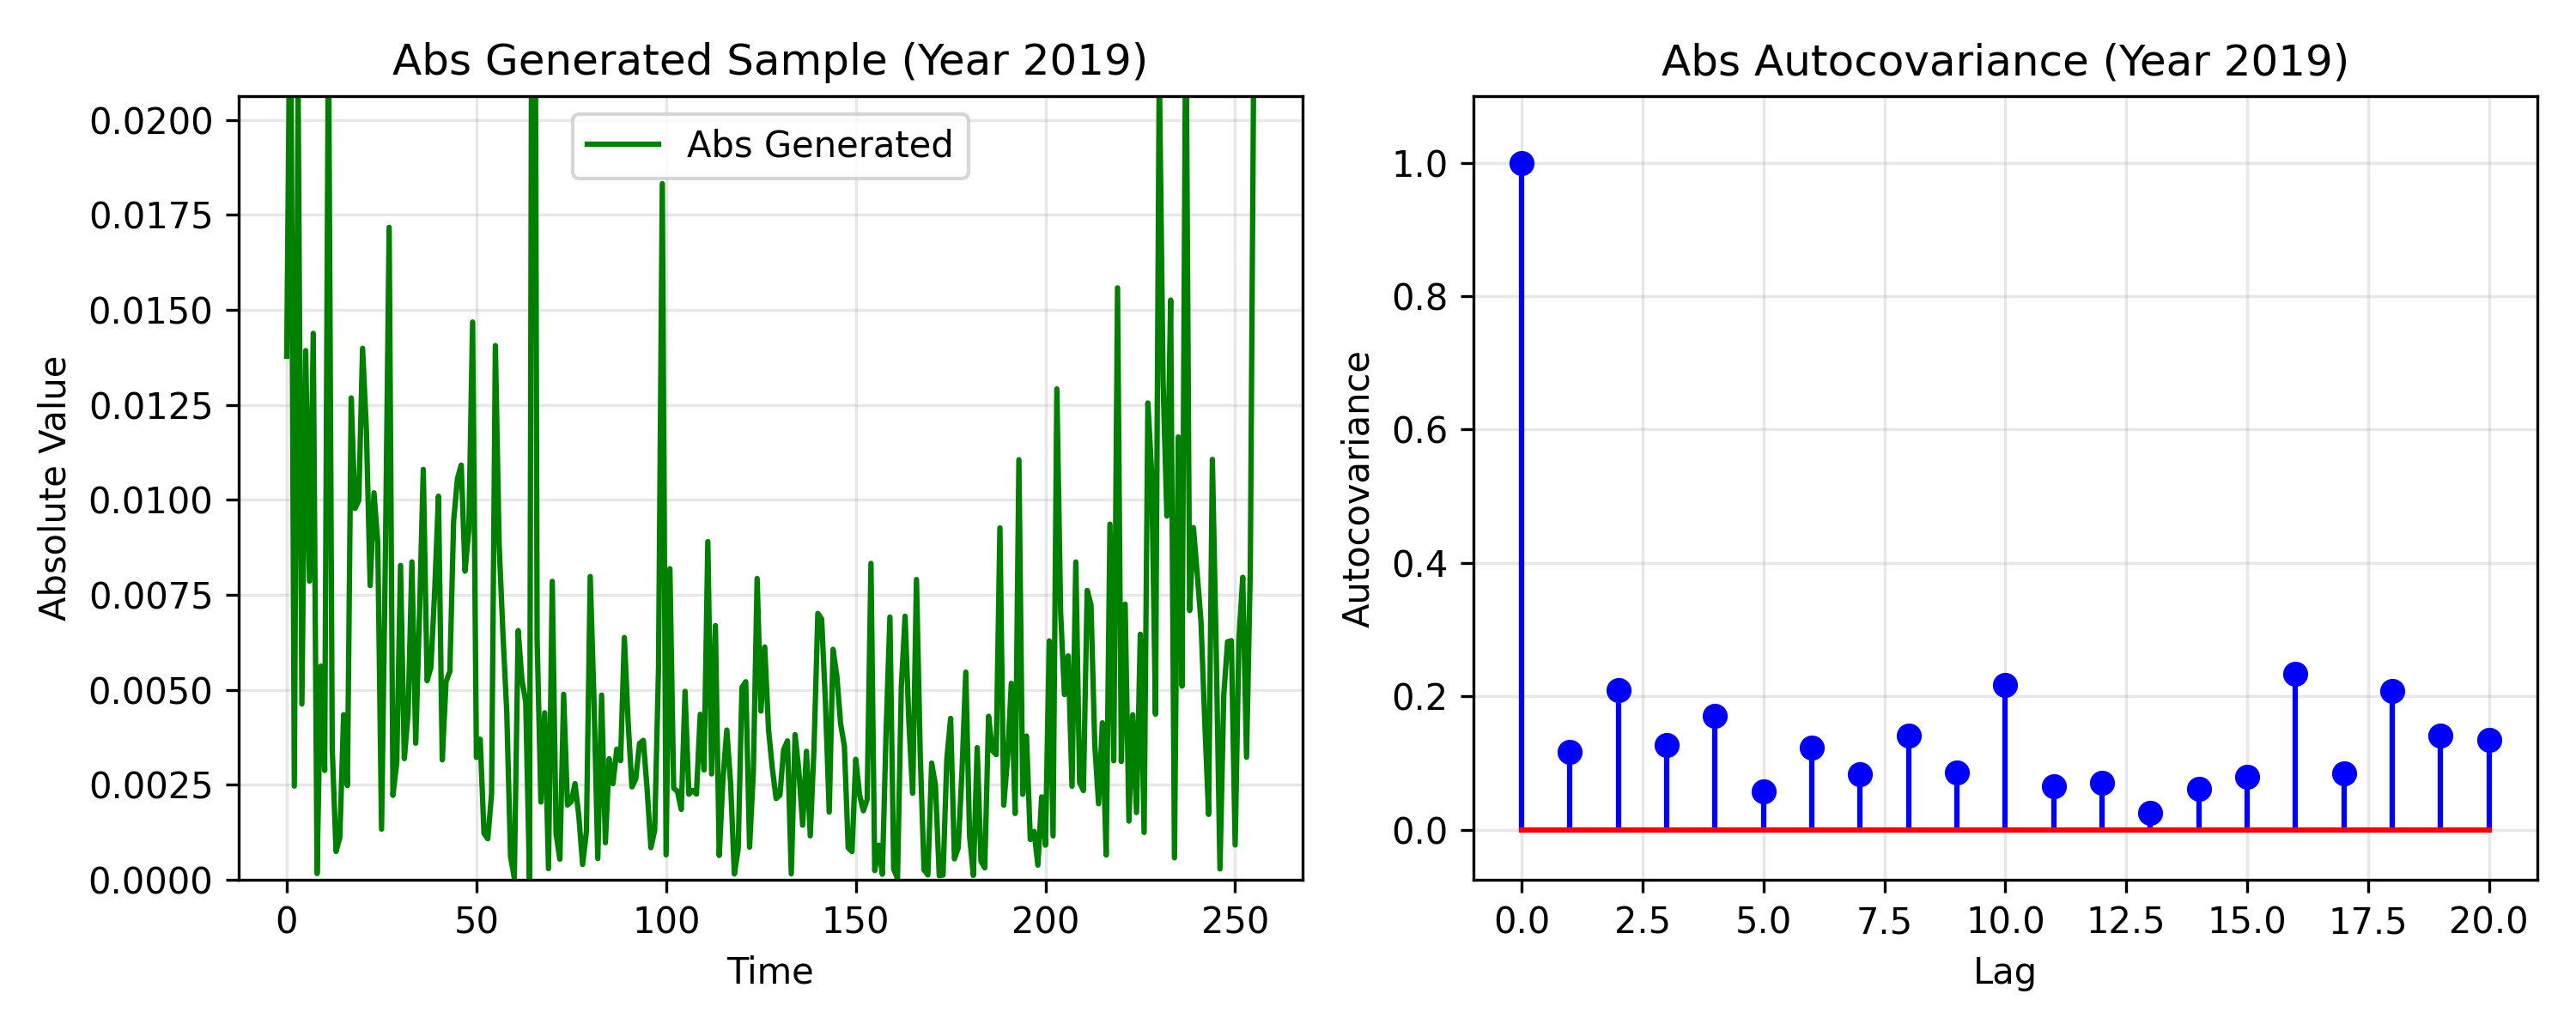 Abs Generated Sample (Year 2019)
Abs Generated
0.0200
0.0175
0.0150
0.0125
0.0100
0.0075
0.0050
0.0025
0.0000
Absolute Value
0 50 100 150 200 250
Time
Abs Autocovariance (Year 2019)
1.0
0.8
0.6
0.4
0.2
0.0
Autocovariance
0.0 2.5 5.0 7.5 10.0 12.5 15.0 17.5 20.0
Lag